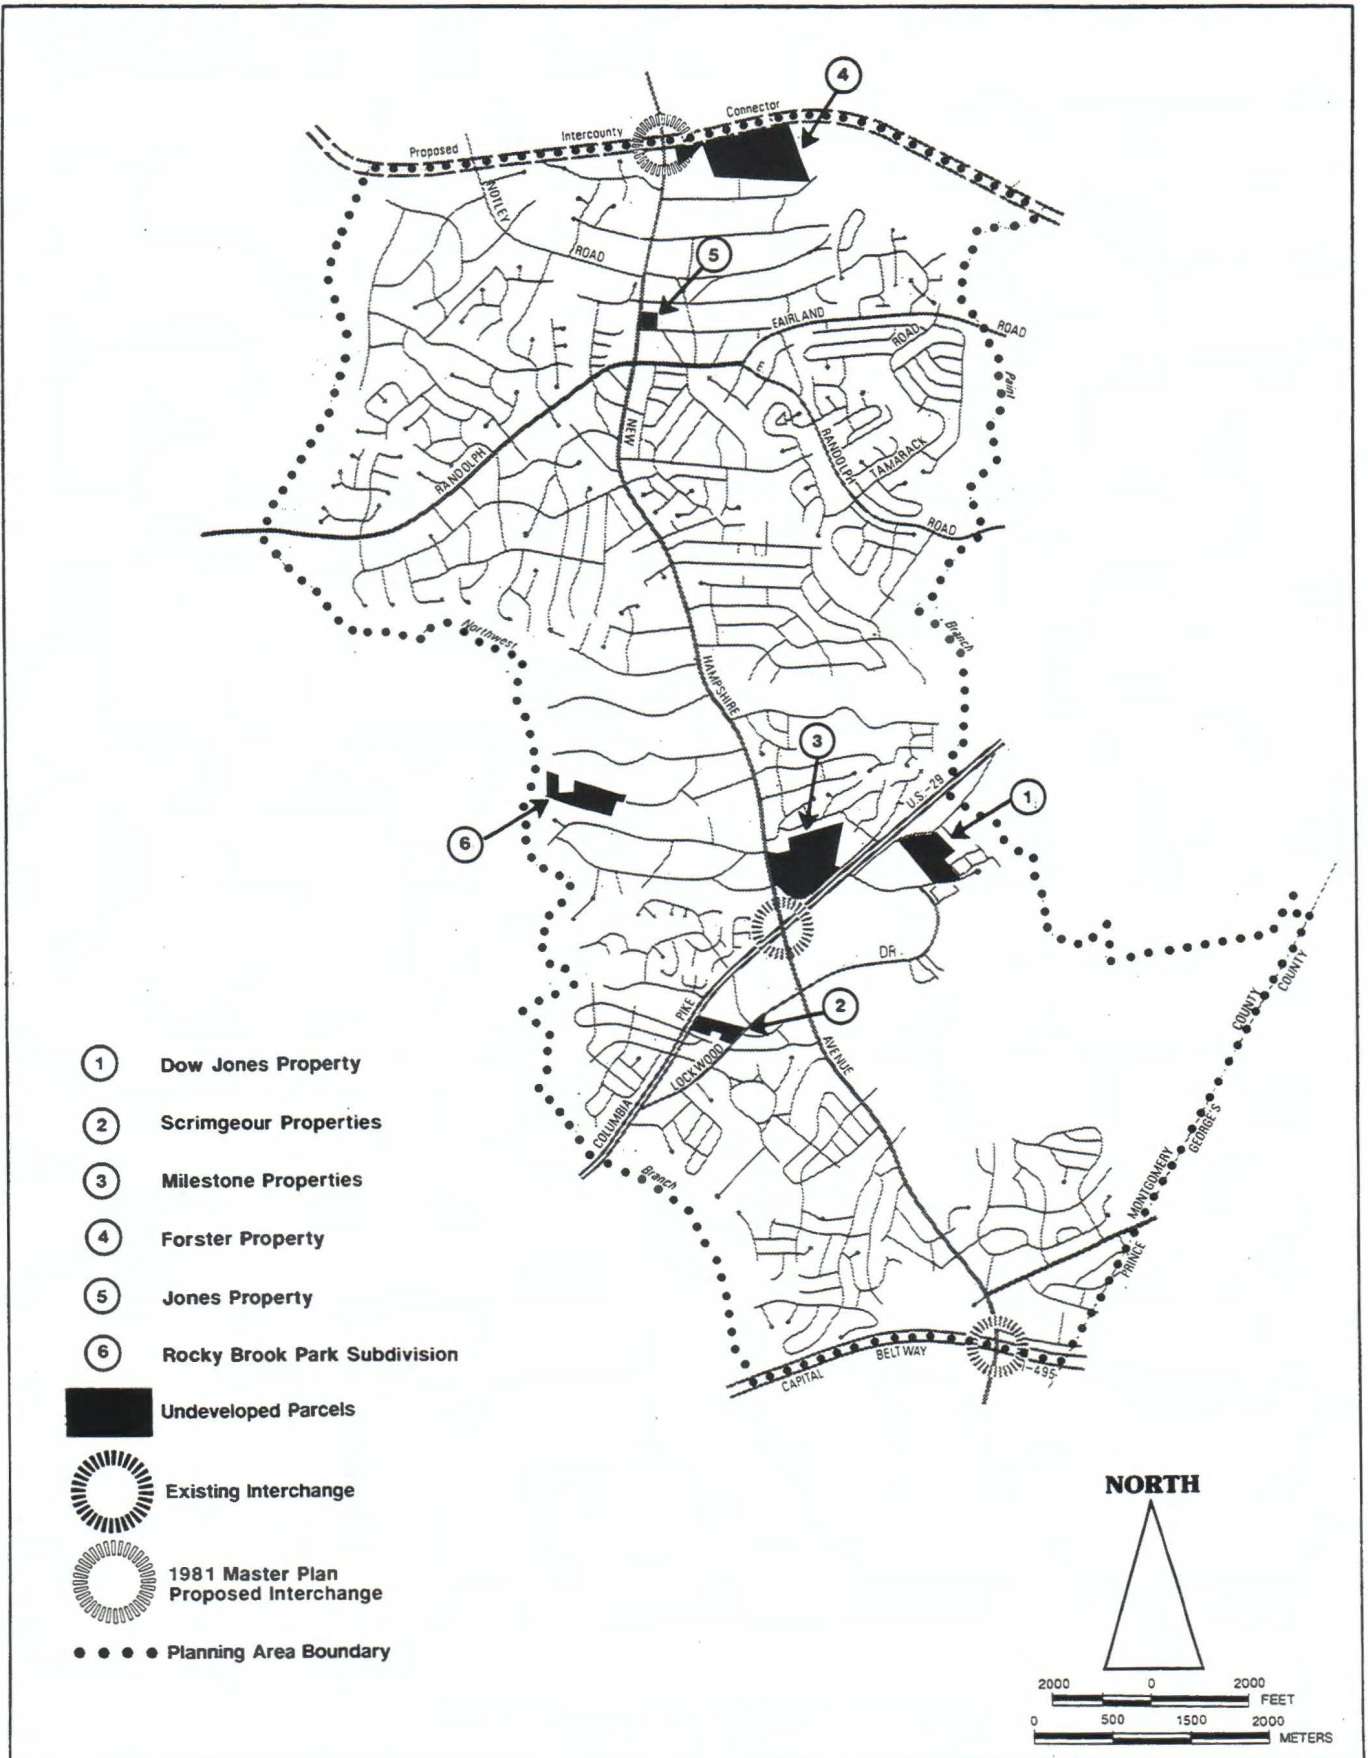 4
Connector
Intercounty
Proposed
NOTLEY
ROAD
5
FAIRLAND
ROAD
ROAD
E
Paint
NEW
RANDOLPH
RANDOLPH
TAMARACK
ROAD
Northwest
Branch
HAMPSHIRE
3
U.S.-29
1
6
DR.
PIKE
2
LOCKWOOD
AVENUE
COLUMBIA
Branch
COUNTY
COUNTY
MONTGOMERY
PRINCE GEORGE'S
CAPITAL
BELTWAY
I-495
1 Dow Jones Property
2 Scrimgeour Properties
3 Milestone Properties
4 Forster Property
5 Jones Property
6 Rocky Brook Park Subdivision
Undeveloped Parcels
Existing Interchange
1981 Master Plan
Proposed Interchange
Planning Area Boundary
NORTH
2000 0 2000
FEET
0 500 1500 2000
METERS